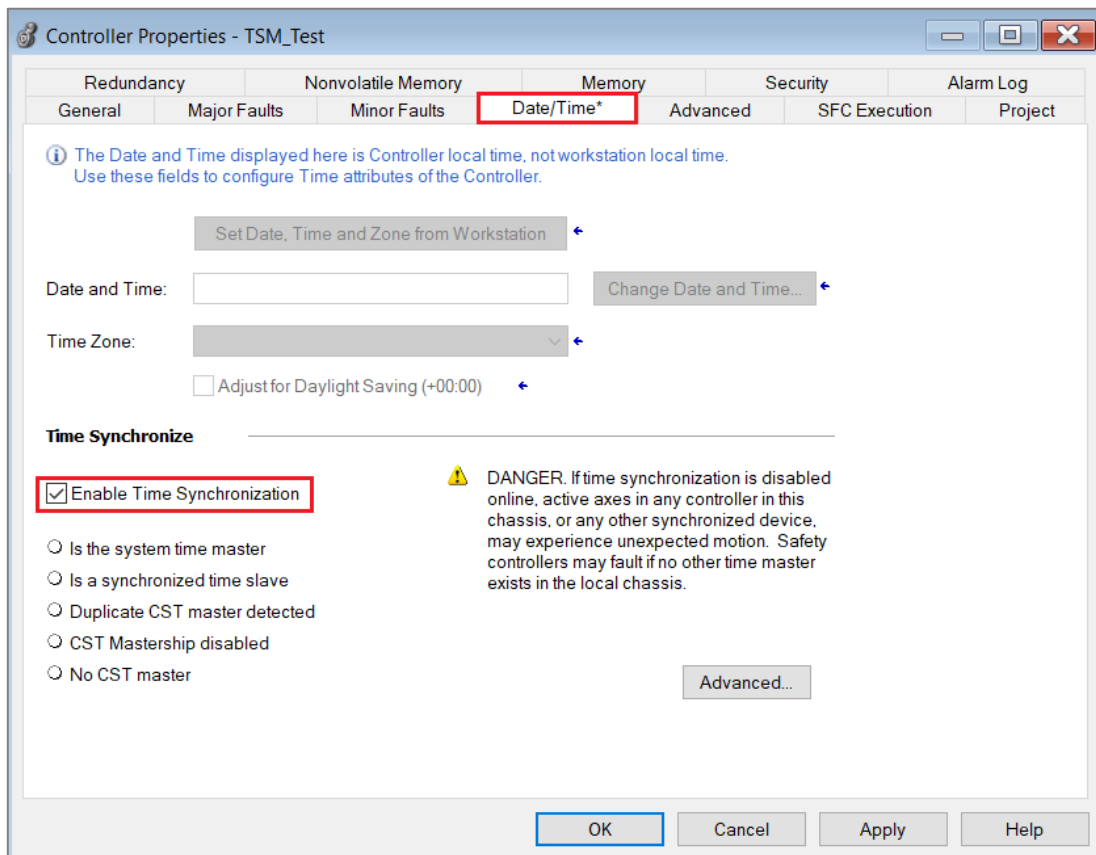 Controller Properties - TSM_Test
Redundancy Nonvolatile Memory Memory Security Alarm Log
General Major Faults Minor Faults Date/Time* Advanced SFC Execution Project
The Date and Time displayed here is Controller local time, not workstation local time.
Use these fields to configure Time attributes of the Controller.
Set Date, Time and Zone from Workstation
Date and Time: Change Date and Time...
Time Zone:
Adjust for Daylight Saving (+00:00)
Time Synchronize
Enable Time Synchronization
DANGER. If time synchronization is disabled
online, active axes in any controller in this
chassis, or any other synchronized device,
may experience unexpected motion. Safety
controllers may fault if no other time master
exists in the local chassis.
Is the system time master
Is a synchronized time slave
Duplicate CST master detected
CST Mastership disabled
No CST master
Advanced...
OK Cancel Apply Help